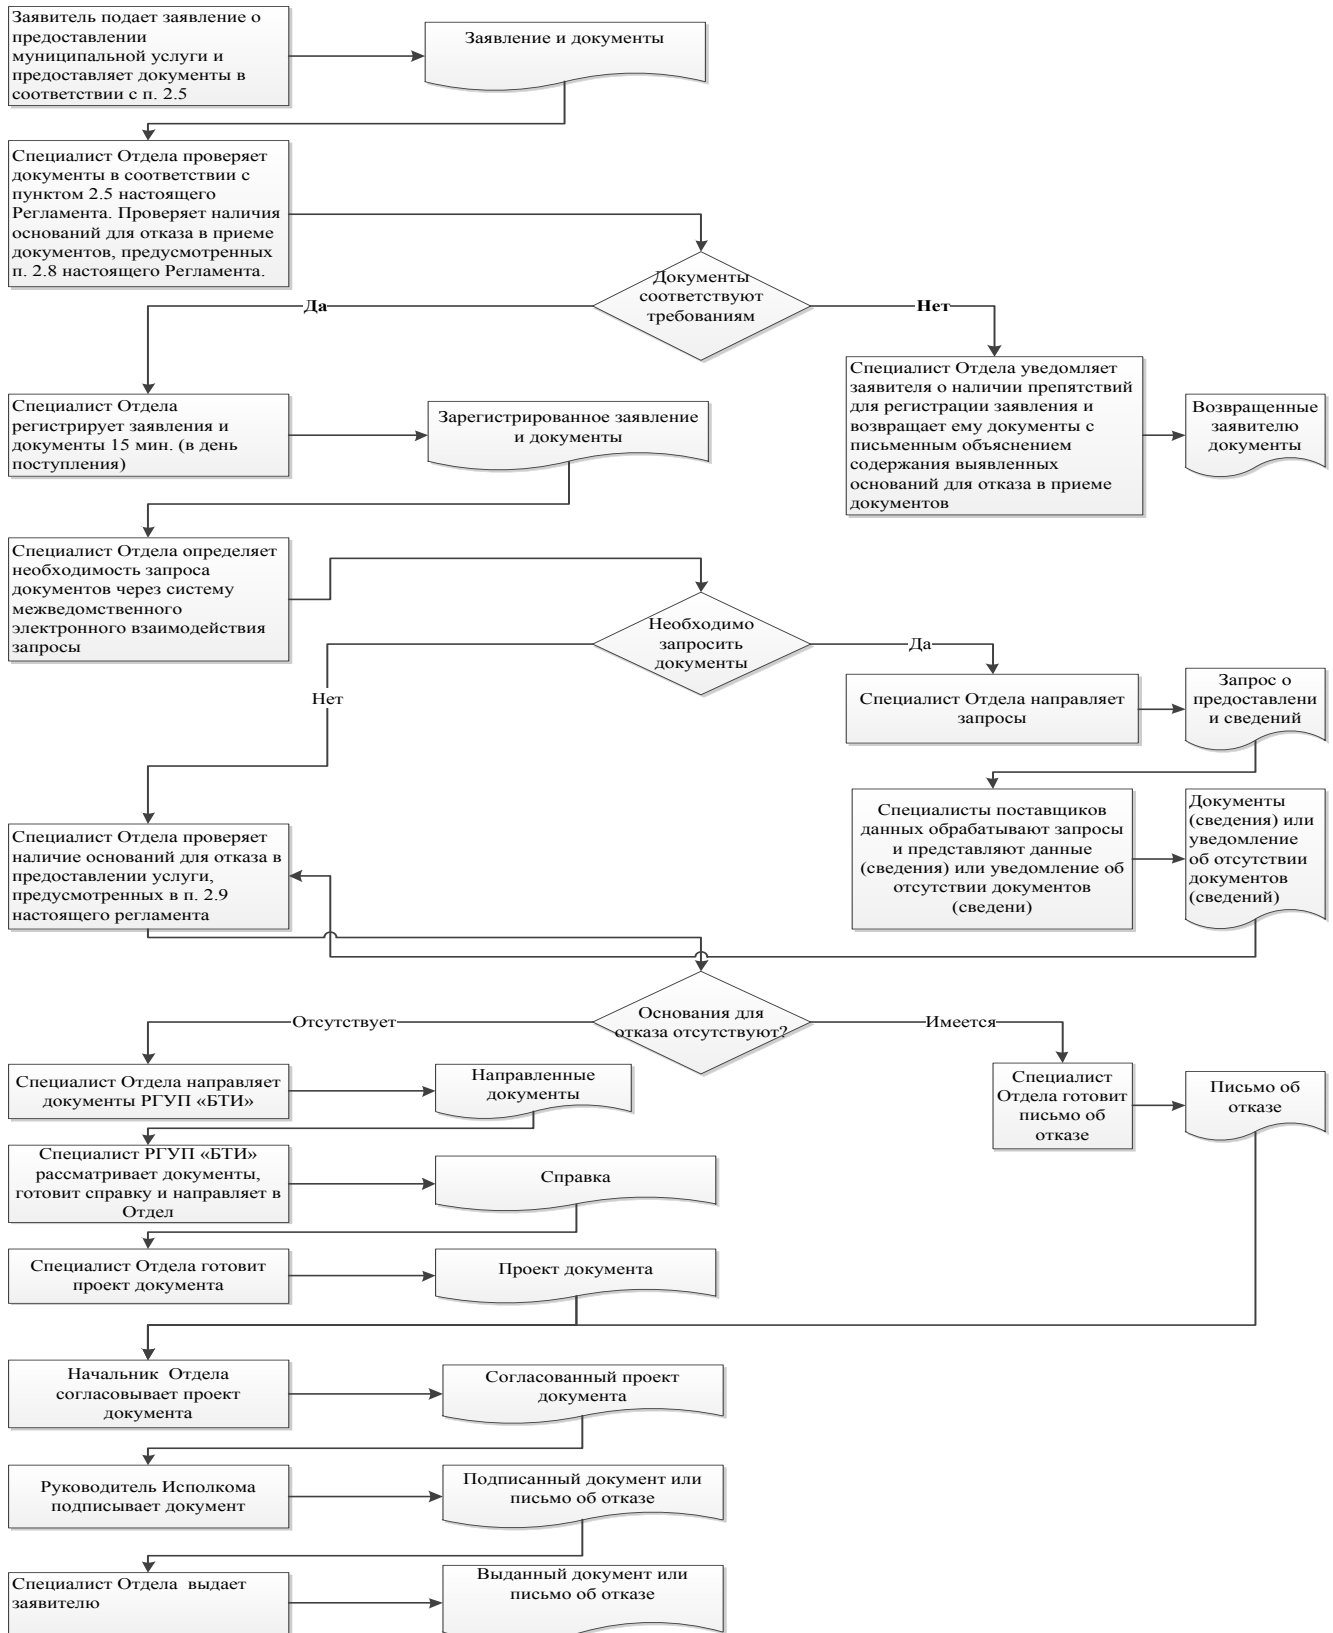 Заявитель подает заявление о
предоставлении
муниципальной услуги и
предоставляет документы в
соответствии с п. 2.5
Заявление и документы
Специалист Отдела проверяет
документы в соответствии с
пунктом 2.5 настоящего
Регламента. Проверяет наличия
оснований для отказа в приеме
документов, предусмотренных
п. 2.8 настоящего Регламента.
Документы
соответствуют
требованиям
Да
Нет
Специалист Отдела
регистрирует заявления и
документы 15 мин. (в день
поступления)
Зарегистрированное заявление
и документы
Специалист Отдела уведомляет
заявителя о наличии препятствий
для регистрации заявления и
возвращает ему документы с
письменным объяснением
содержания выявленных
оснований для отказа в приеме
документов
Возвращенные
заявителю
документы
Специалист Отдела определяет
необходимость запроса
документов через систему
межведомственного
электронного взаимодействия
запросы
Необходимо
запросить
документы
Да
Нет
Специалист Отдела направляет
запросы
Запрос о
предоставлени
и сведений
Специалист Отдела проверяет
наличие оснований для отказа в
предоставлении услуги,
предусмотренных в п. 2.9
настоящего регламента
Специалисты поставщиков
данных обрабатывают запросы
и представляют данные
(сведения) или уведомление об
отсутствии документов
(сведени)
Документы
(сведения) или
уведомление
об отсутствии
документов
(сведений)
Основания для
отказа отсутствуют?
Отсутствует
Имеется
Специалист Отдела направляет
документы РГУП «БТИ»
Направленные
документы
Специалист
Отдела готовит
письмо об
отказе
Письмо об
отказе
Специалист РГУП «БТИ»
рассматривает документы,
готовит справку и направляет в
Отдел
Справка
Специалист Отдела готовит
проект документа
Проект документа
Начальник  Отдела
согласовывает проект
документа
Согласованный проект
документа
Руководитель Исполкома
подписывает документ
Подписанный документ или
письмо об отказе
Специалист Отдела  выдает
заявителю
Выданный документ или
письмо об отказе